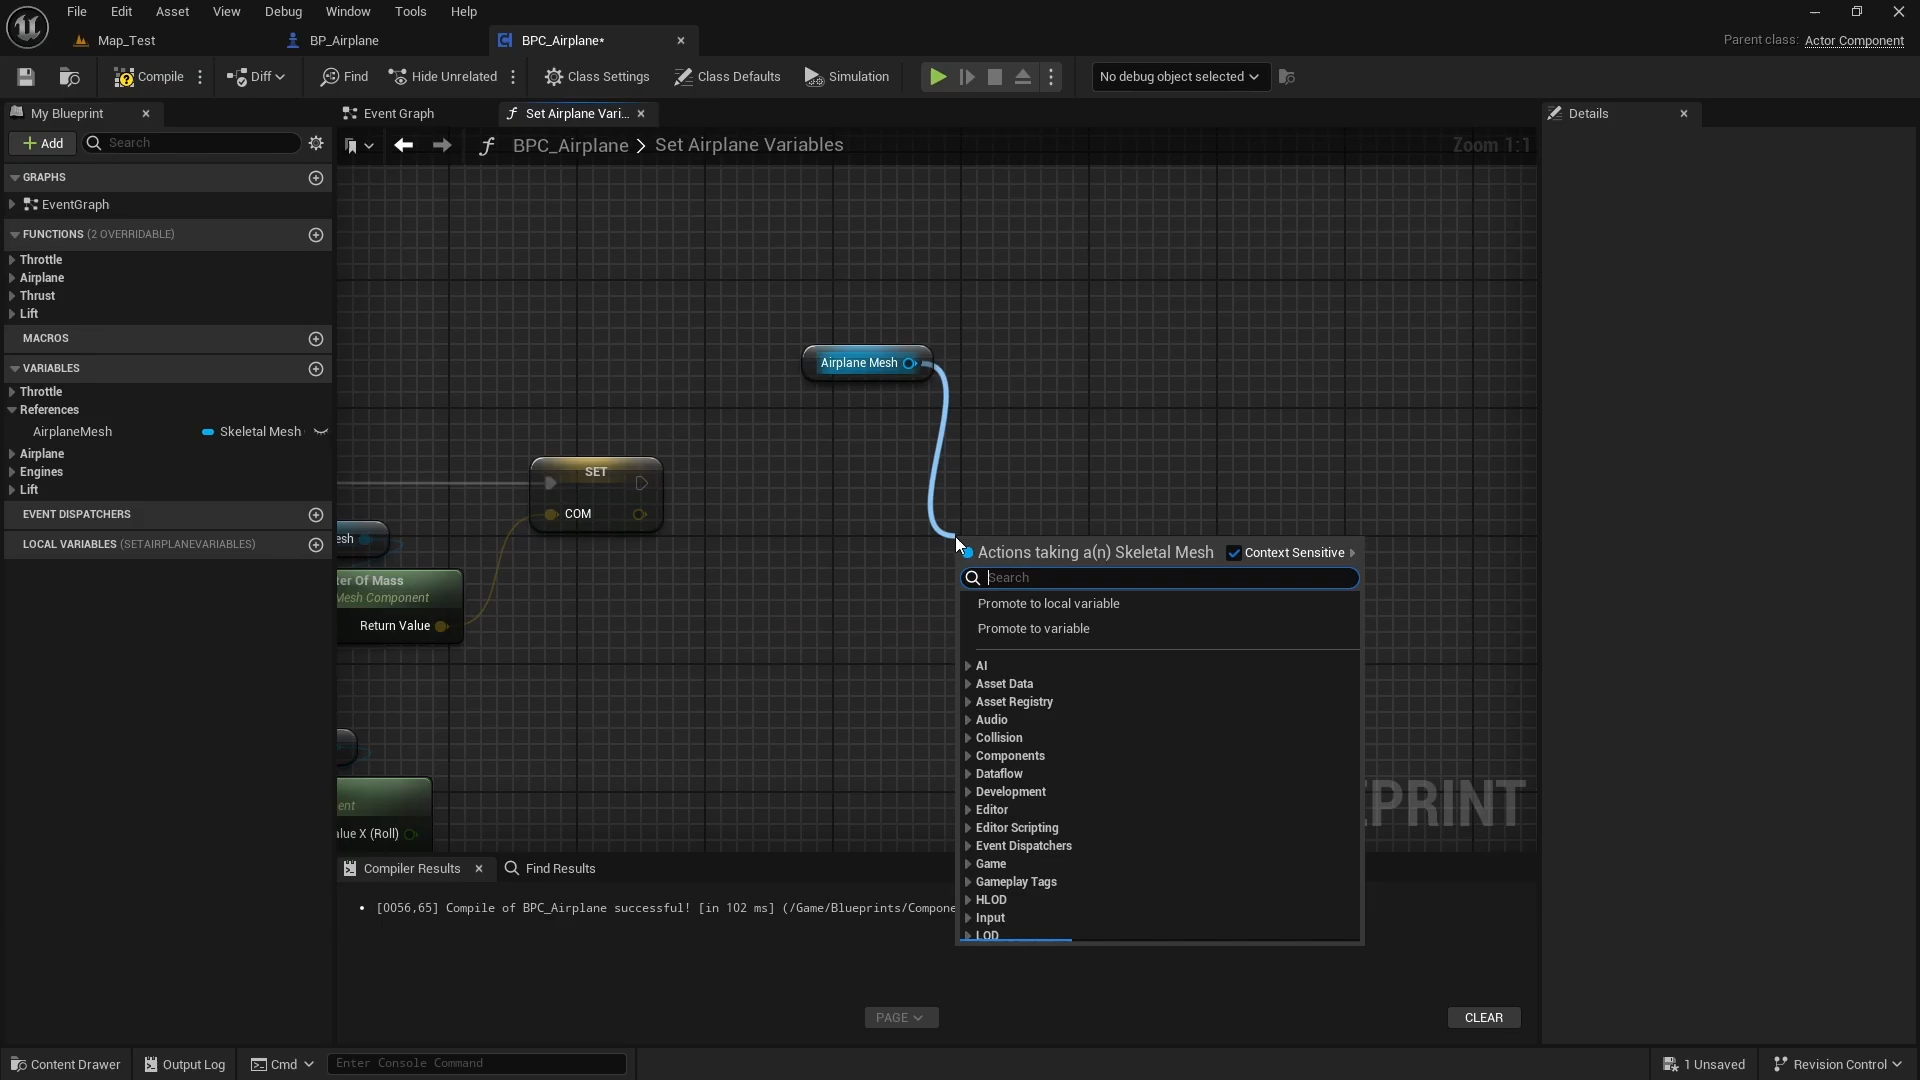 File Edit Asset View Debug Window Tools Help
Map_Test BP_Airplane BPC_Airplane*
Parent class: Actor Component
Compile Diff Find Hide Unrelated Class Settings Class Defaults Simulation No debug object selected
My Blueprint
Event Graph Set Airplane Vari...
Details
Add Search
BPC_Airplane > Set Airplane Variables
Zoom 1:1
GRAPHS
EventGraph
FUNCTIONS (2 OVERRIDABLE)
Throttle
Airplane
Thrust
Lift
MACROS
VARIABLES
Throttle
References
AirplaneMesh Skeletal Mesh
Airplane
Engines
Lift
EVENT DISPATCHERS
LOCAL VARIABLES (SETAIRPLANEVARIABLES)
Airplane Mesh
SET
COM
esh
ter Of Mass
Mesh Component
Return Value
ent
alue X (Roll)
Actions taking a(n) Skeletal Mesh Context Sensitive
Search
Promote to local variable
Promote to variable
AI
Asset Data
Asset Registry
Audio
Collision
Components
Dataflow
Development
Editor
Editor Scripting
Event Dispatchers
Game
Gameplay Tags
HLOD
Input
LOD
EPRINT
Compiler Results Find Results
• [0056,65] Compile of BPC_Airplane successful! [in 102 ms] (/Game/Blueprints/Compone
PAGE
CLEAR
Content Drawer Output Log Cmd Enter Console Command
1 Unsaved Revision Control